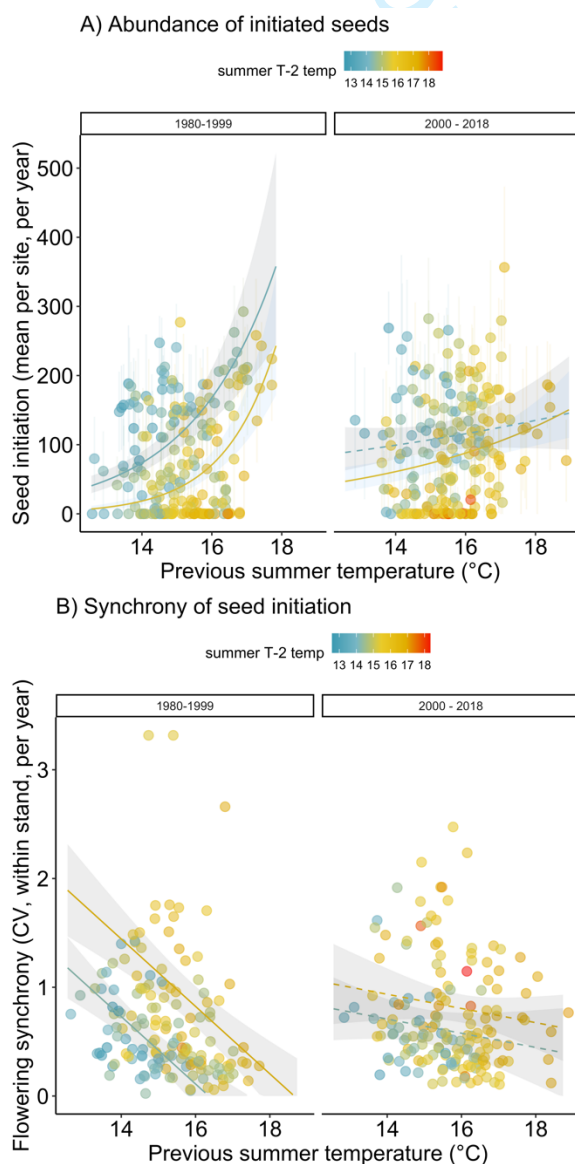 A) Abundance of initiated seeds
summer T-2 temp
13 14 15 16 17 18
1980-1999
2000 - 2018
500
400
300
200
100
0
Seed initiation (mean per site, per year)
14 16 18
14 16 18
Previous summer temperature (°C)
B) Synchrony of seed initiation
summer T-2 temp
13 14 15 16 17 18
1980-1999
2000 - 2018
3
2
1
0
Flowering synchrony (CV, within stand, per year)
14 16 18
14 16 18
Previous summer temperature (°C)